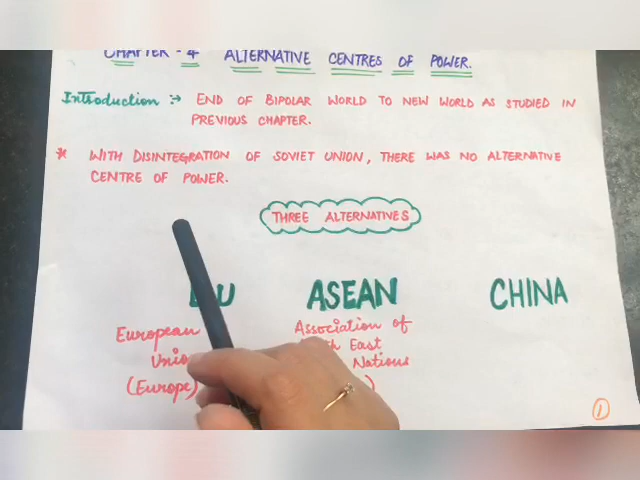 CHAPTER - 4 ALTERNATIVE CENTRES OF POWER.
Introduction :→ END OF BIPOLAR WORLD TO NEW WORLD AS STUDIED IN
PREVIOUS CHAPTER.
* WITH DISINTEGRATION OF SOVIET UNION, THERE WAS NO ALTERNATIVE
CENTRE OF POWER.
THREE ALTERNATIVES
ASEAN CHINA
European Association of
East
Nations
(Europe)
1